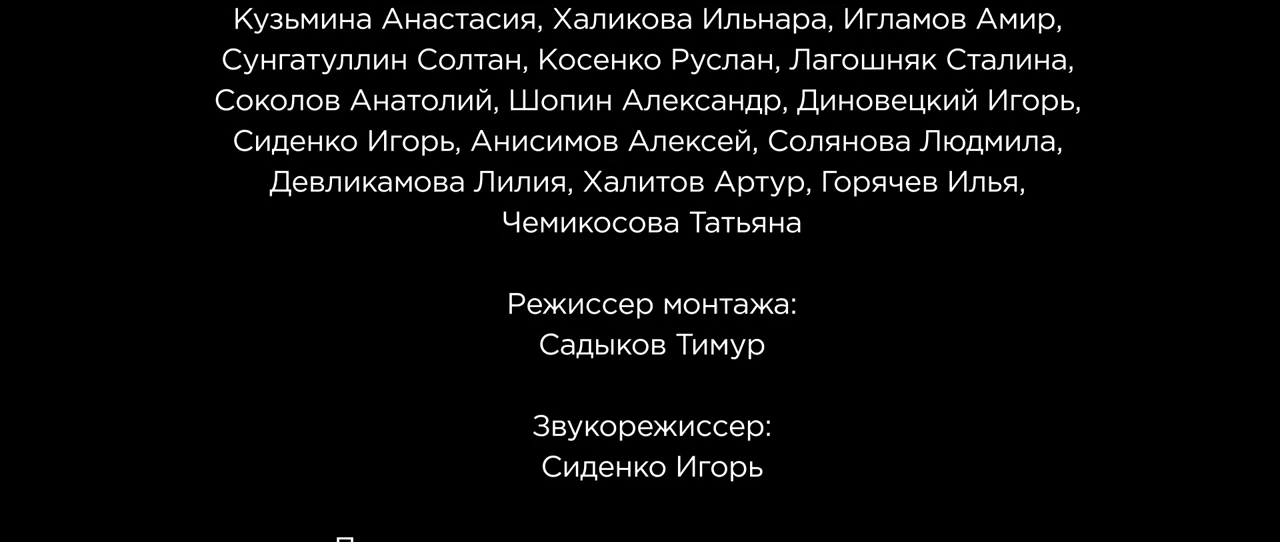 Кузьмина Анастасия, Халикова Ильнара, Игламов Амир,
Сунгатуллин Солтан, Косенко Руслан, Лагошняк Сталина,
Соколов Анатолий, Шопин Александр, Диновецкий Игорь,
Сиденко Игорь, Анисимов Алексей, Солянова Людмила,
Девликамова Лилия, Халитов Артур, Горячев Илья,
Чемикосова Татьяна
Режиссер монтажа:
Садыков Тимур
Звукорежиссер:
Сиденко Игорь